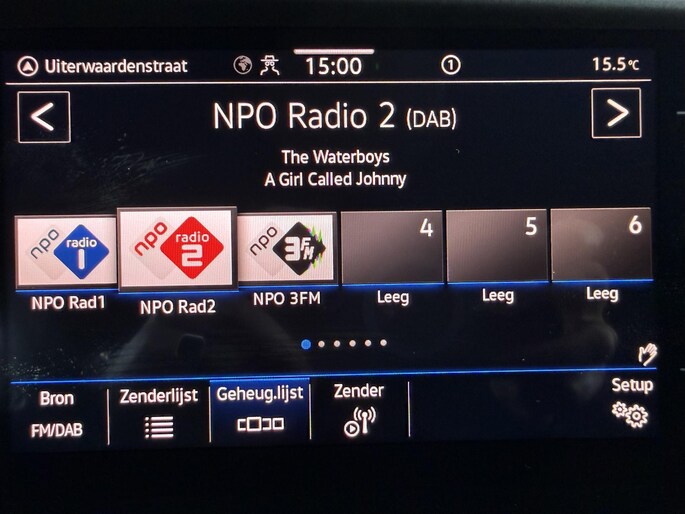 Uiterwaardenstraat 15:00 1 15.5°C
< NPO Radio 2 (DAB) >
The Waterboys
A Girl Called Johnny
npo radio 1
npo radio 2
npo 3FM
4 5 6
NPO Rad1 NPO Rad2 NPO 3FM Leeg Leeg Leeg
Bron Zenderlijst Geheug.lijst Zender Setup
FM/DAB